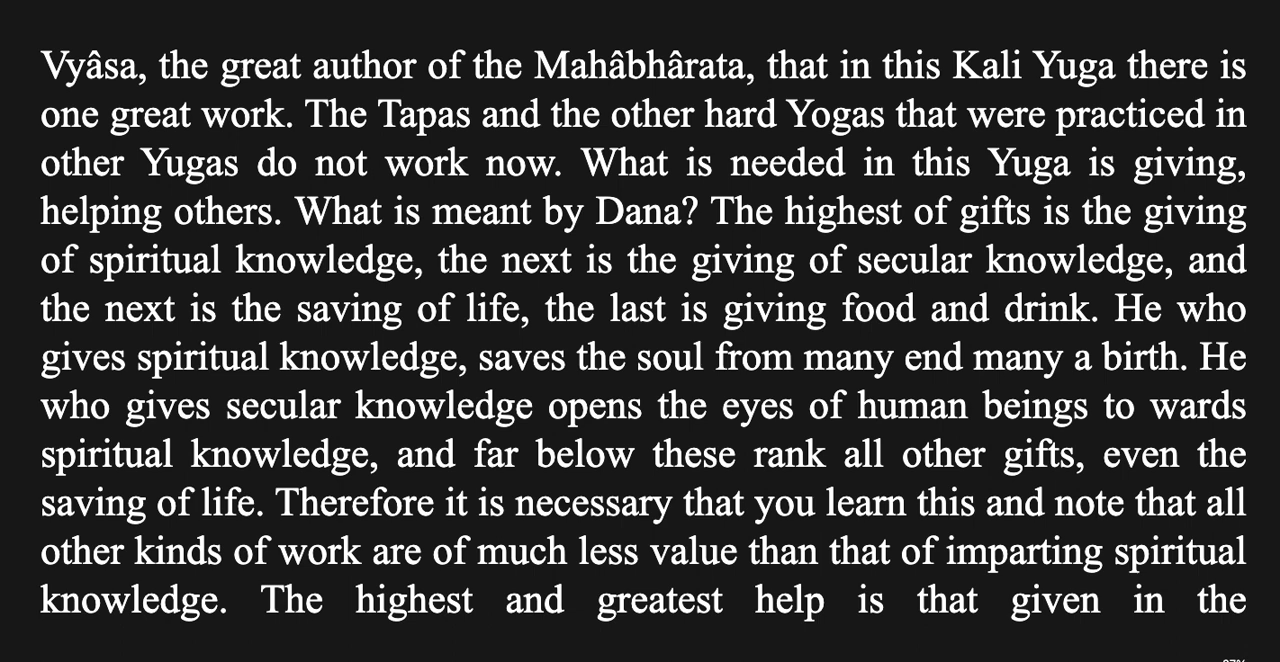 Vyâsa, the great author of the Mahâbhârata, that in this Kali Yuga there is
one great work. The Tapas and the other hard Yogas that were practiced in
other Yugas do not work now. What is needed in this Yuga is giving,
helping others. What is meant by Dana? The highest of gifts is the giving
of spiritual knowledge, the next is the giving of secular knowledge, and
the next is the saving of life, the last is giving food and drink. He who
gives spiritual knowledge, saves the soul from many end many a birth. He
who gives secular knowledge opens the eyes of human beings to wards
spiritual knowledge, and far below these rank all other gifts, even the
saving of life. Therefore it is necessary that you learn this and note that all
other kinds of work are of much less value than that of imparting spiritual
knowledge. The highest and greatest help is that given in the